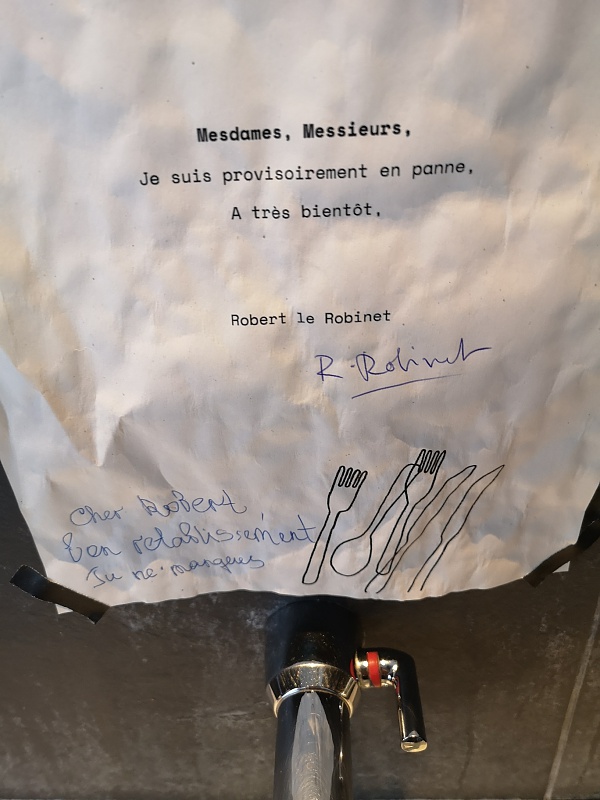 Mesdames, Messieurs,
Je suis provisoirement en panne,
A très bientôt,
Robert le Robinet
R. Robinet
Cher Robert
bon rétablissement
Tu me manques